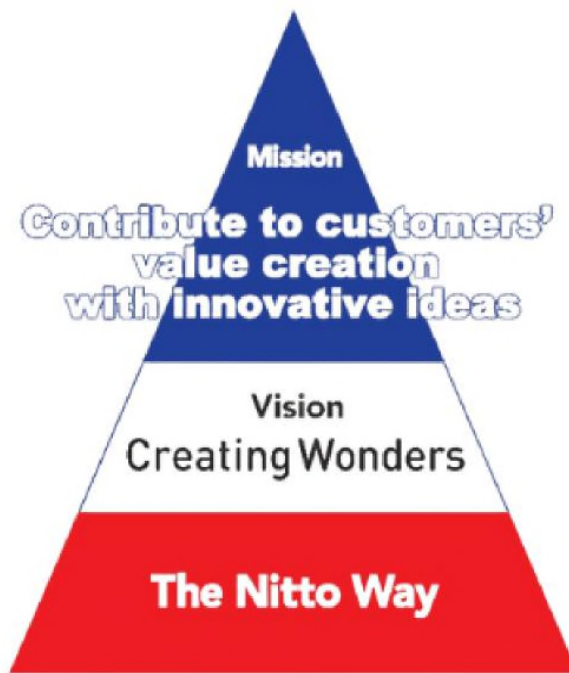 Mission
Contribute to customers'
value creation
with innovative ideas
Vision
Creating Wonders
The Nitto Way